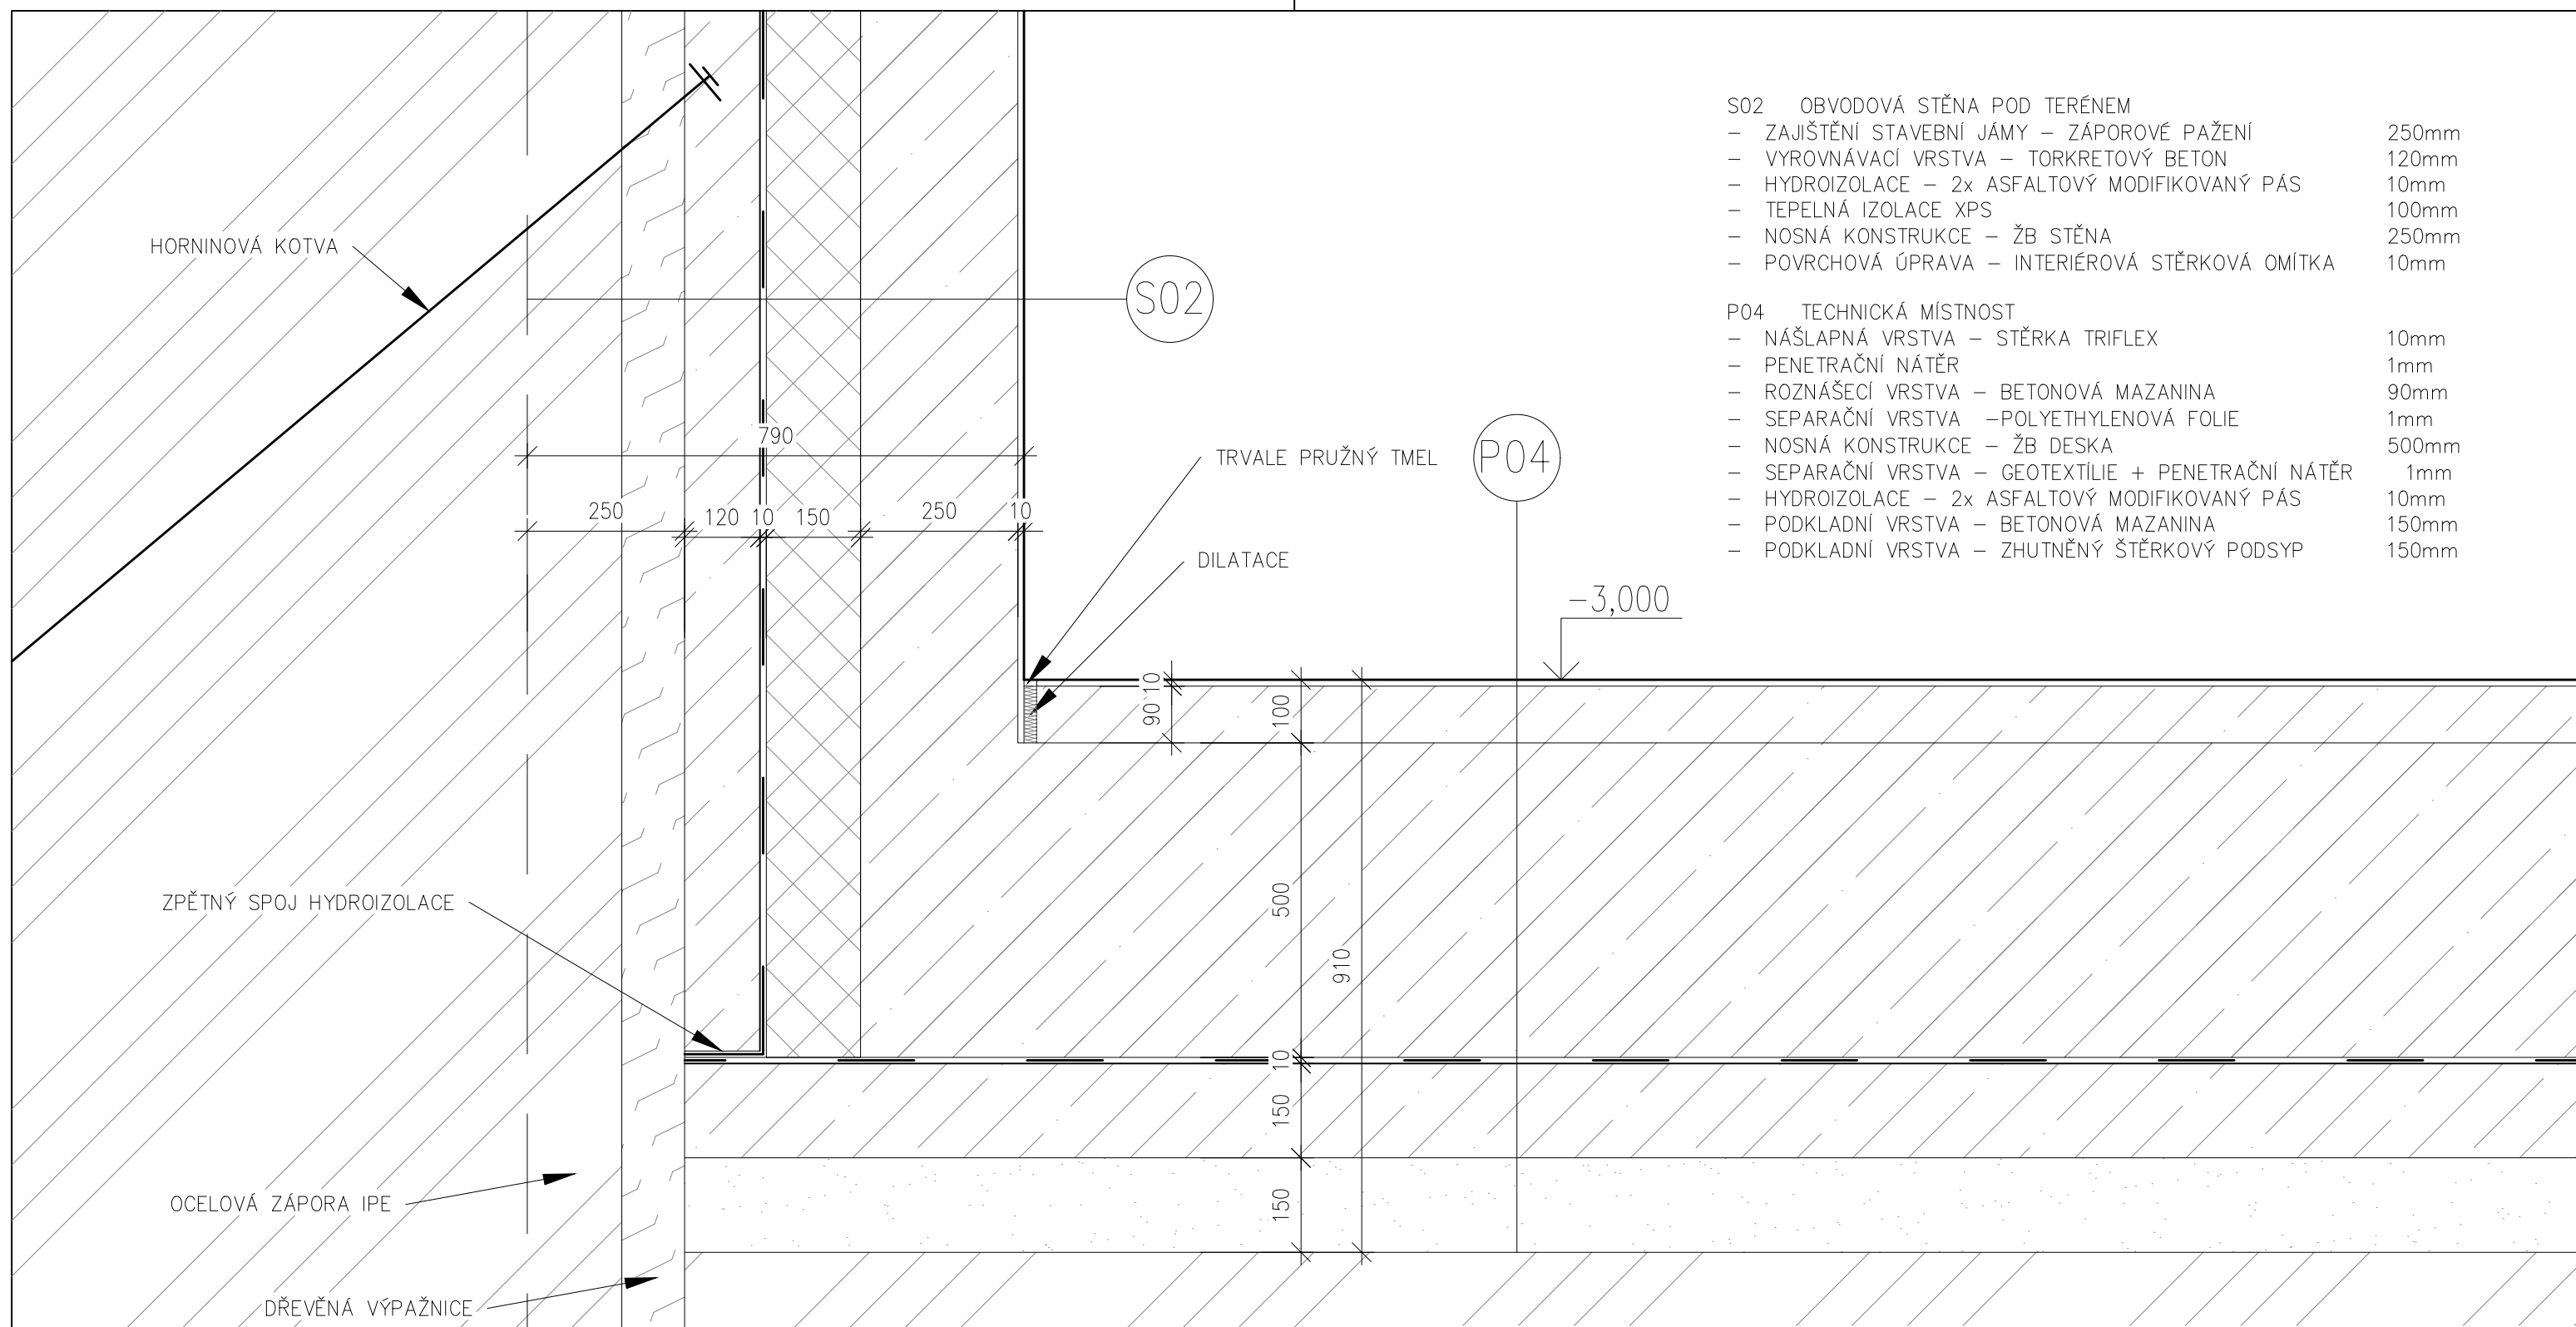 S02 OBVODOVÁ STĚNA POD TERÉNEM
- ZAJIŠTĚNÍ STAVEBNÍ JÁMY - ZÁPOROVÉ PAŽENÍ 250mm
- VYROVNÁVACÍ VRSTVA - TORKRETOVÝ BETON 120mm
- HYDROIZOLACE - 2x ASFALTOVÝ MODIFIKOVANÝ PÁS 10mm
- TEPELNÁ IZOLACE XPS 100mm
- NOSNÁ KONSTRUKCE - ŽB STĚNA 250mm
- POVRCHOVÁ ÚPRAVA - INTERIÉROVÁ STĚRKOVÁ OMÍTKA 10mm
P04 TECHNICKÁ MÍSTNOST
- NÁŠLAPNÁ VRSTVA - STĚRKA TRIFLEX 10mm
- PENETRAČNÍ NÁTĚR 1mm
- ROZNÁŠECÍ VRSTVA - BETONOVÁ MAZANINA 90mm
- SEPARAČNÍ VRSTVA -POLYETHYLENOVÁ FOLIE 1mm
- NOSNÁ KONSTRUKCE - ŽB DESKA 500mm
- SEPARAČNÍ VRSTVA - GEOTEXTÍLIE + PENETRAČNÍ NÁTĚR 1mm
- HYDROIZOLACE - 2x ASFALTOVÝ MODIFIKOVANÝ PÁS 10mm
- PODKLADNÍ VRSTVA - BETONOVÁ MAZANINA 150mm
- PODKLADNÍ VRSTVA - ZHUTNĚNÝ ŠTĚRKOVÝ PODSYP 150mm
HORNINOVÁ KOTVA
S02
790
TRVALE PRUŽNÝ TMEL
P04
250 120 10 150 250 10
DILATACE
-3,000
10
90
100
500
910
10
150
150
ZPĚTNÝ SPOJ HYDROIZOLACE
OCELOVÁ ZÁPORA IPE
DŘEVĚNÁ VÝPAŽNICE